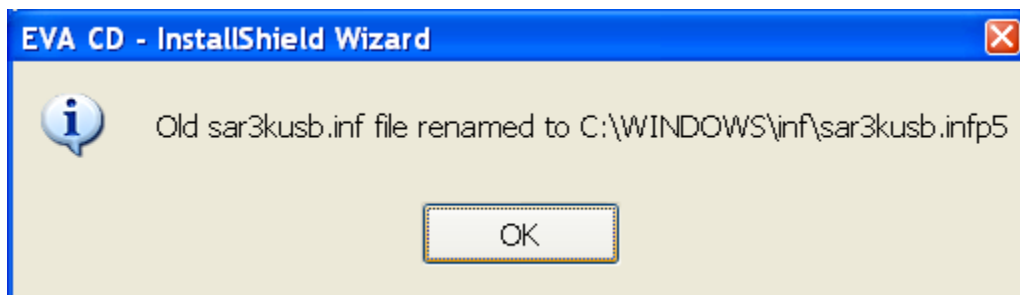 EVA CD - InstallShield Wizard
Old sar3kusb.inf file renamed to C:\WINDOWS\inf\sar3kusb.infp5
OK